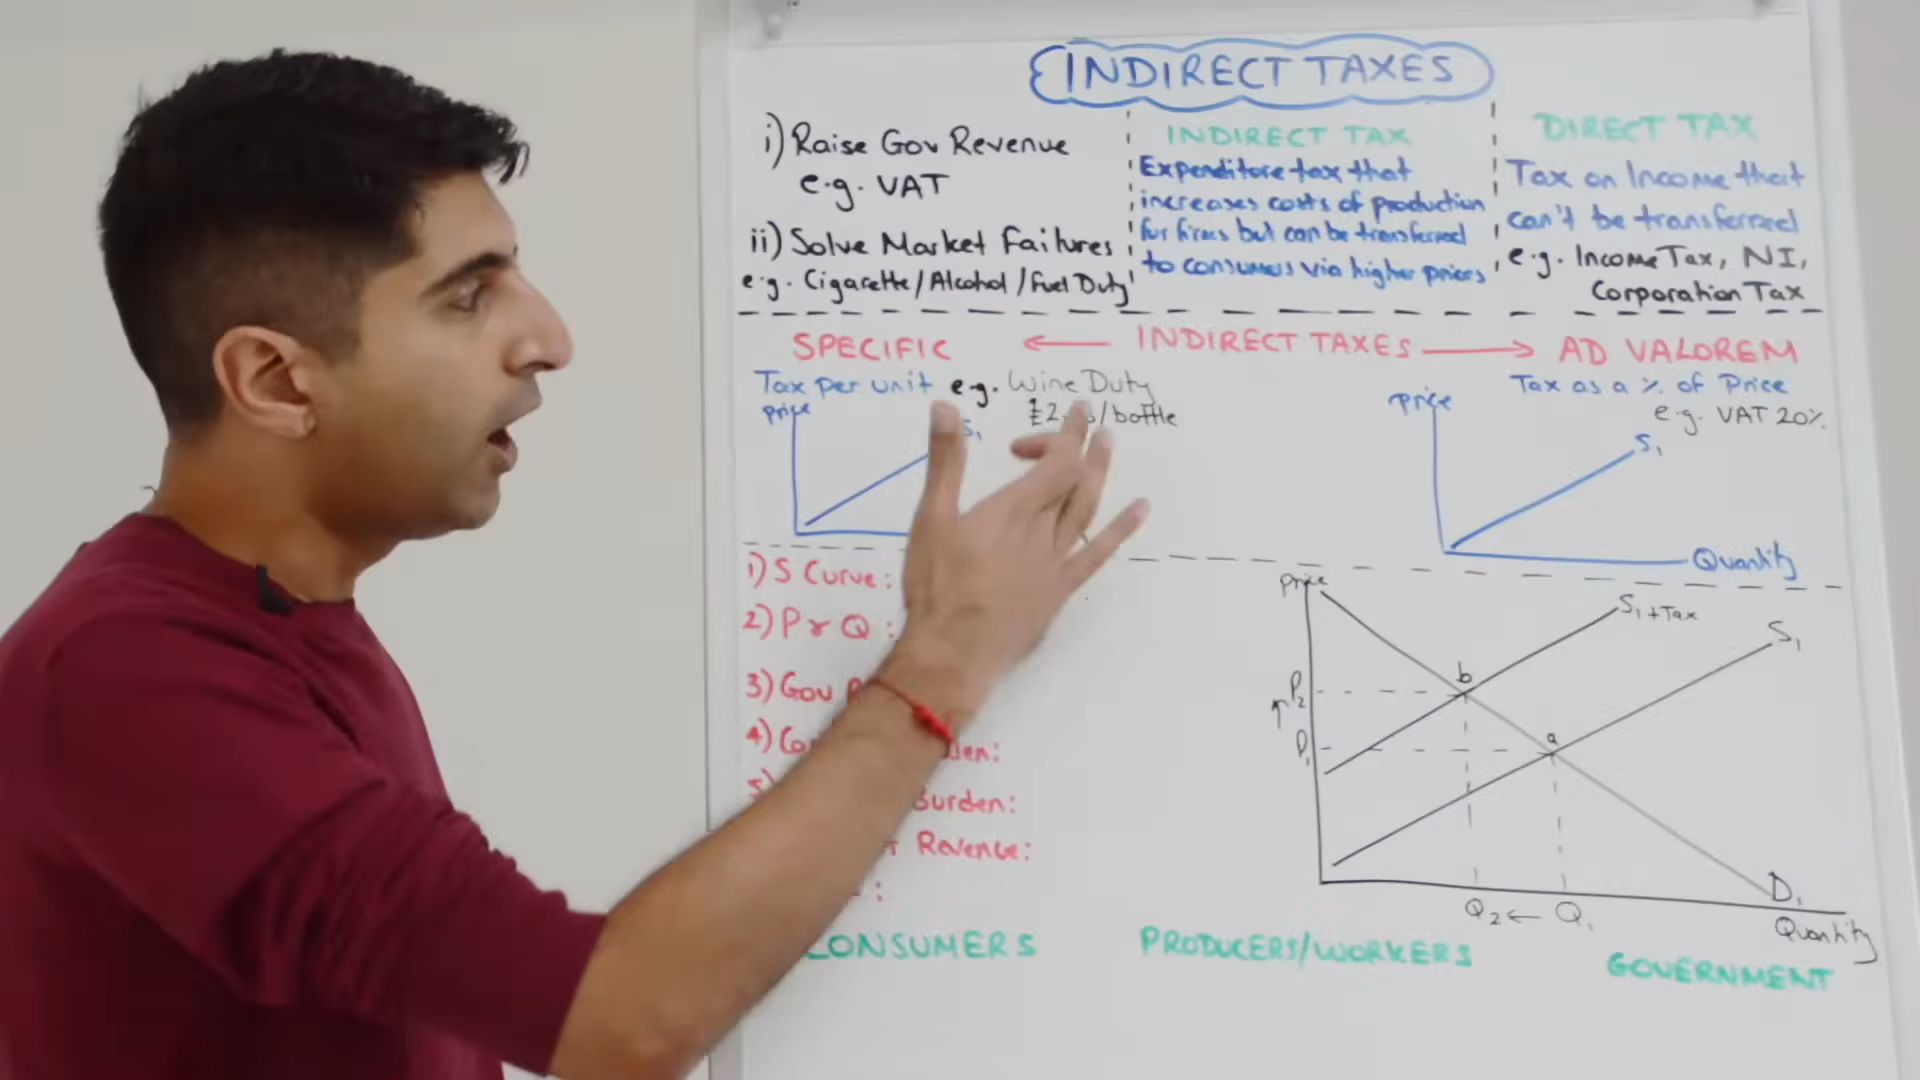 INDIRECT TAXES
i) Raise Gov Revenue
e.g. VAT
ii) Solve Market Failures
e.g. Cigarette/Alcohol/Fuel Duty
INDIRECT TAX
Expenditure tax that
increases costs of production
for firms but can be transferred
to consumers via higher prices
DIRECT TAX
Tax on Income that
can't be transferred
e.g. Income Tax, NI,
Corporation Tax
SPECIFIC ← INDIRECT TAXES → AD VALOREM
Tax per unit e.g. Wine Duty
/bottle
Price
S1
Tax as a % of Price
e.g. VAT 20%
Price
S1
Quantity
1) S Curve:
2) P & Q :
3) Gov
4)
Burden:
Revenue:
Price
S1+Tax
S1
b
↑ P2
a
P1
D1
Q2 ← Q1
Quantity
CONSUMERS
PRODUCERS/WORKERS
GOVERNMENT